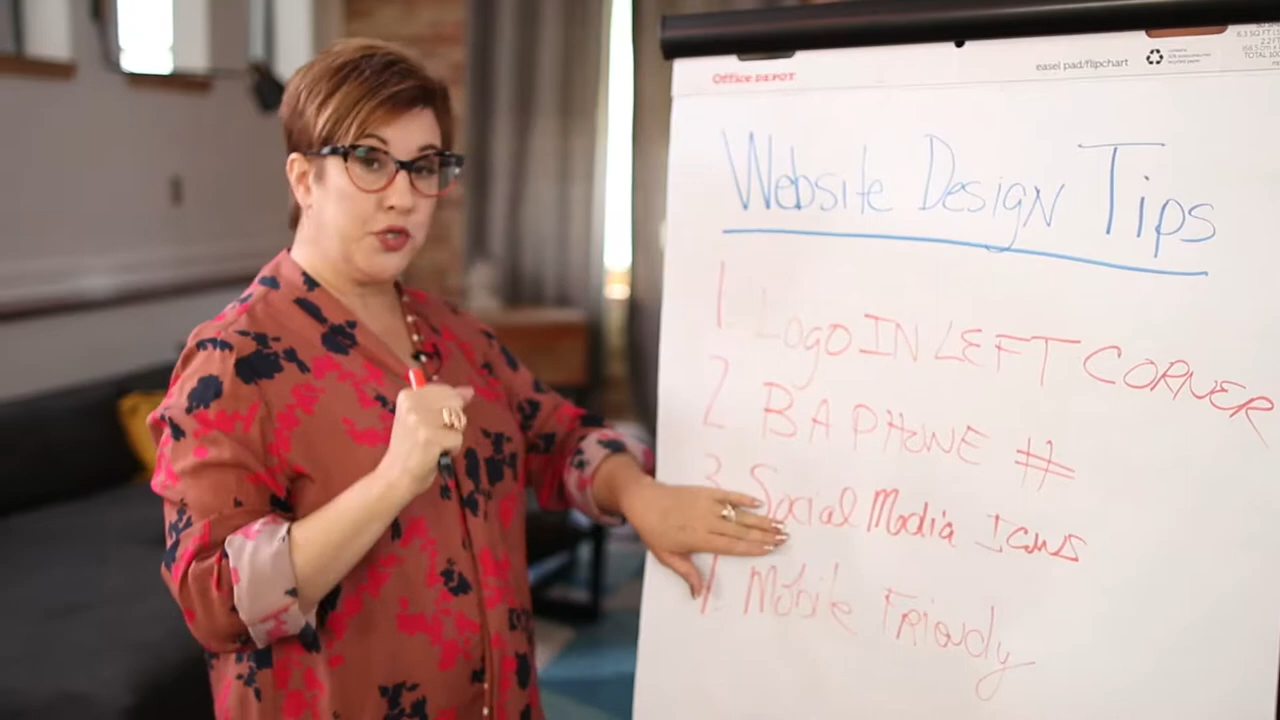 Office DEPOT
easel pad/flipchart
Website Design Tips
1 Logo IN LEFT CORNER
2 BA PHONE #
3 Social Media Icons
4. Mobile Friendly